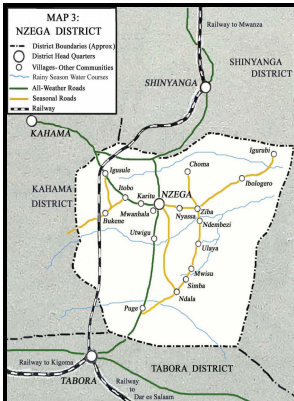 MAP 3:
NZEGA DISTRICT
District Boundaries (Approx)
District Head Quarters
Villages- Other Communities
Rainy Season Water Courses
All-Weather Roads
Seasonal Roads
Railway
Railway to Mwanza
SHINYANGA
DISTRICT
SHINYANGA
KAHAMA
KAHAMA
DISTRICT
Igusule
Choma
Igurubi
Itobo
Karitu
NZEGA
Ibologero
Bukene
Mwanhala
Nyassa
Ziba
Ndembezi
Utwigu
Ulaya
Mwisu
Simba
Ndala
Puge
Railway to Kigoma
TABORA
TABORA DISTRICT
Railway
to
Dar es Salaam